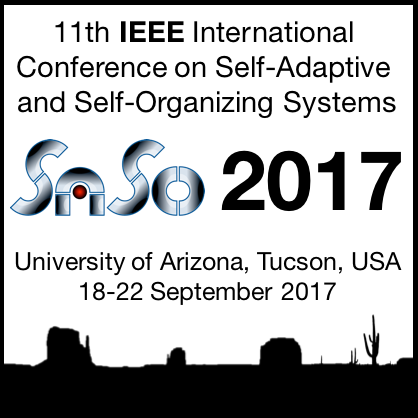 11th IEEE International
Conference on Self-Adaptive
and Self-Organizing Systems
SASO 2017
University of Arizona, Tucson, USA
18-22 September 2017